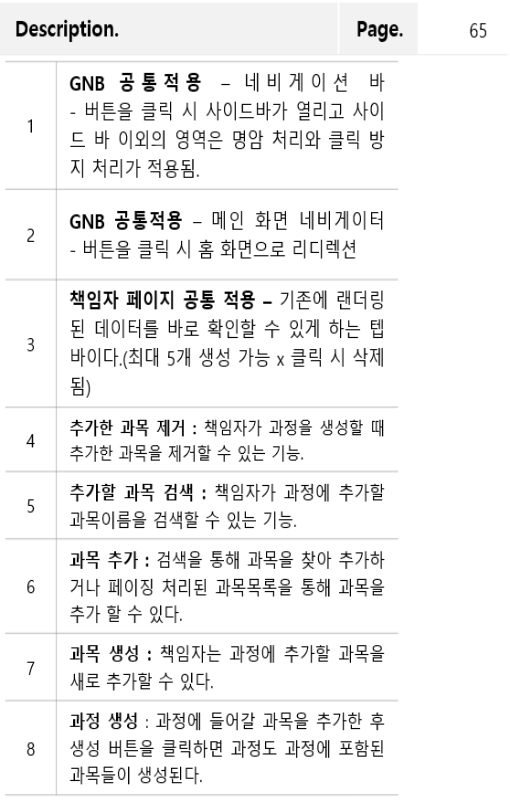 Description. Page. 65
1
GNB 공통적용 – 네비게이션 바
- 버튼을 클릭 시 사이드바가 열리고 사이
드 바 이외의 영역은 명암 처리와 클릭 방
지 처리가 적용됨.
2
GNB 공통적용 – 메인 화면 네비게이터
- 버튼을 클릭 시 홈 화면으로 리디렉션
3
책임자 페이지 공통 적용 – 기존에 랜더링
된 데이터를 바로 확인할 수 있게 하는 텝
바이다.(최대 5개 생성 가능 x 클릭 시 삭제
됨)
4
추가한 과목 제거 : 책임자가 과정을 생성할 때
추가한 과목을 제거할 수 있는 기능.
5
추가할 과목 검색 : 책임자가 과정에 추가할
과목이름을 검색할 수 있는 기능.
6
과목 추가 : 검색을 통해 과목을 찾아 추가하
거나 페이징 처리된 과목목록을 통해 과목을
추가 할 수 있다.
7
과목 생성 : 책임자는 과정에 추가할 과목을
새로 추가할 수 있다.
8
과정 생성 : 과정에 들어갈 과목을 추가한 후
생성 버튼을 클릭하면 과정도 과정에 포함된
과목들이 생성된다.